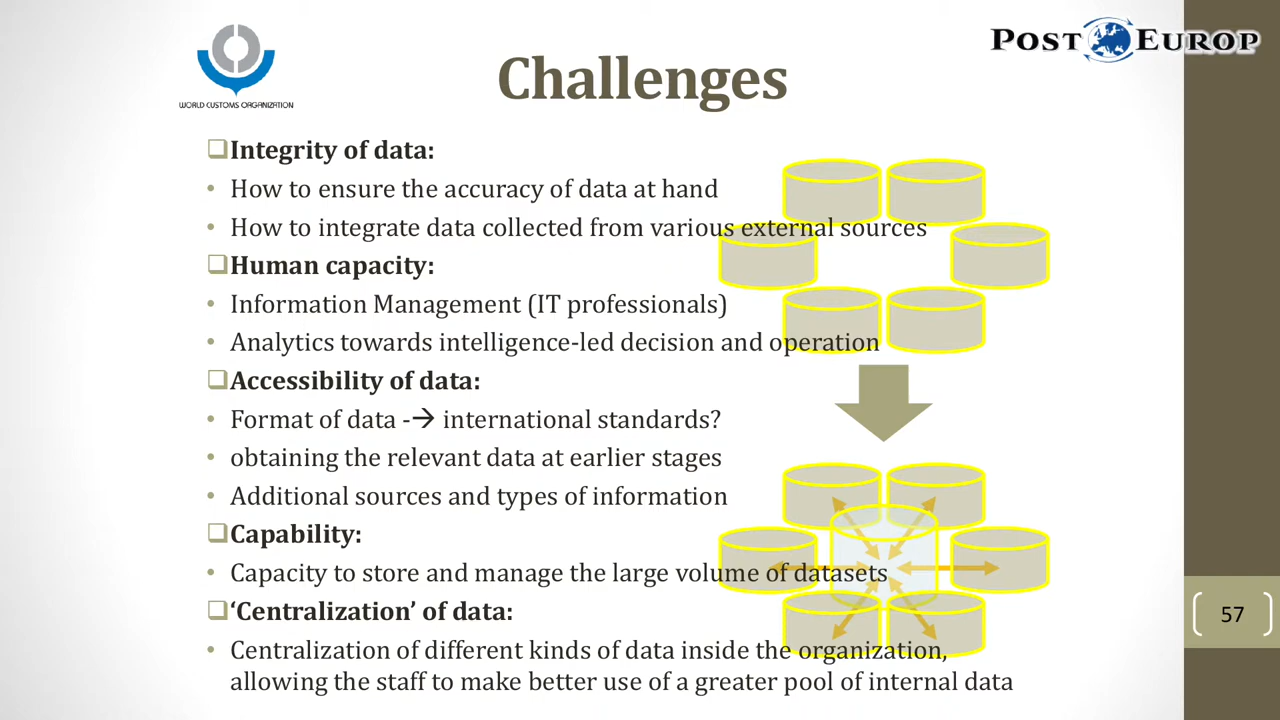 WORLD CUSTOMS ORGANIZATION
POST EUROP
Challenges
❑Integrity of data:
• How to ensure the accuracy of data at hand
• How to integrate data collected from various external sources
❑Human capacity:
• Information Management (IT professionals)
• Analytics towards intelligence-led decision and operation
❑Accessibility of data:
• Format of data -→ international standards?
• obtaining the relevant data at earlier stages
• Additional sources and types of information
❑Capability:
• Capacity to store and manage the large volume of datasets
❑‘Centralization’ of data:
• Centralization of different kinds of data inside the organization,
allowing the staff to make better use of a greater pool of internal data
57